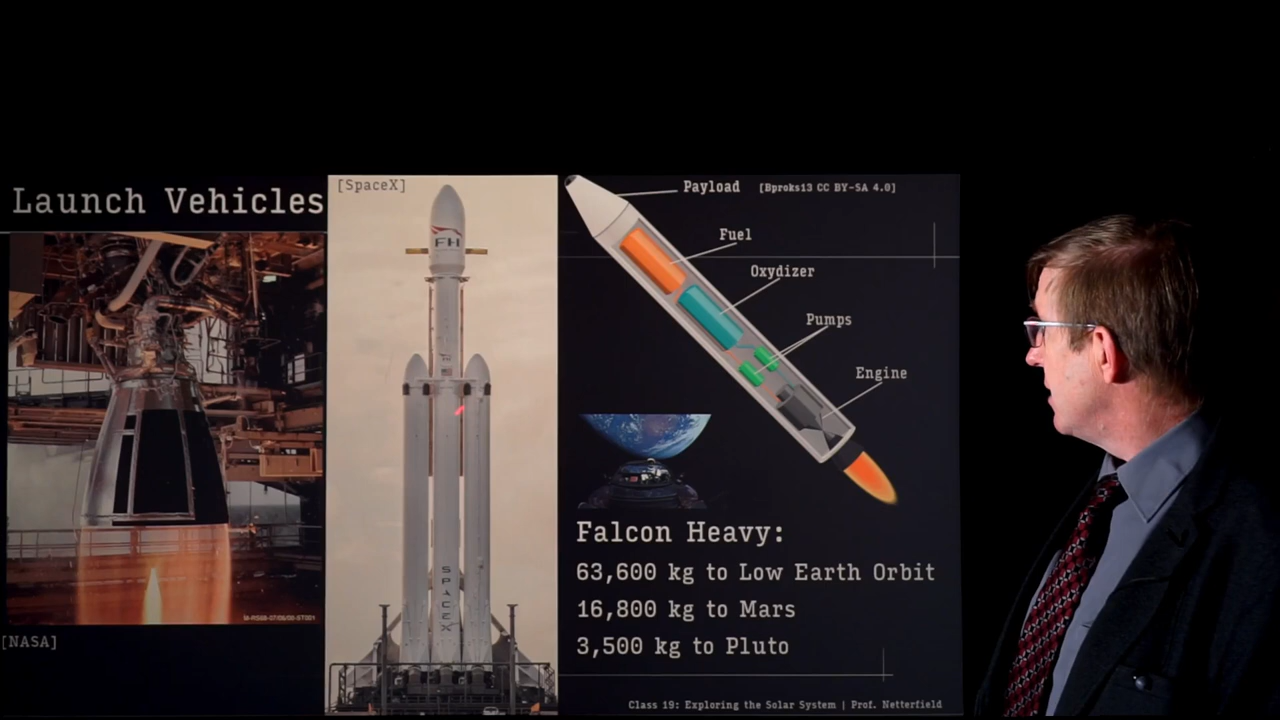 Launch Vehicles
[SpaceX]
FH
SPACEX
[NASA]
Payload
[Bproks13 CC BY-SA 4.0]
Fuel
Oxydizer
Pumps
Engine
Falcon Heavy:
63,600 kg to Low Earth Orbit
16,800 kg to Mars
3,500 kg to Pluto
Class 19: Exploring the Solar System | Prof. Netterfield